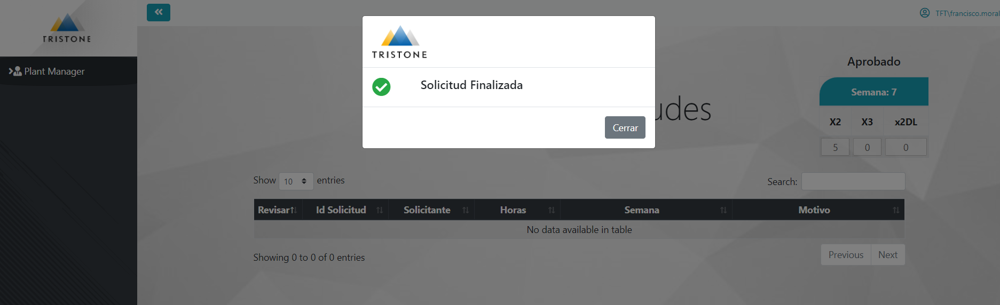 TRISTONE
Plant Manager
TFT\francisco.moral
TRISTONE
Solicitud Finalizada
Cerrar
udes
Aprobado
Semana: 7
X2 X3 x2DL
5 0 0
Show 10 entries
Search:
Revisar Id Solicitud Solicitante Horas Semana Motivo
No data available in table
Showing 0 to 0 of 0 entries
Previous Next